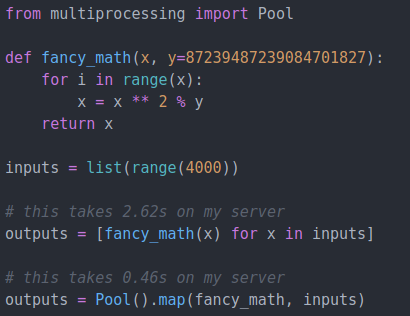 from multiprocessing import Pool
def fancy_math(x, y=87239487239084701827):
for i in range(x):
x = x ** 2 % y
return x
inputs = list(range(4000))
# this takes 2.62s on my server
outputs = [fancy_math(x) for x in inputs]
# this takes 0.46s on my server
outputs = Pool().map(fancy_math, inputs)